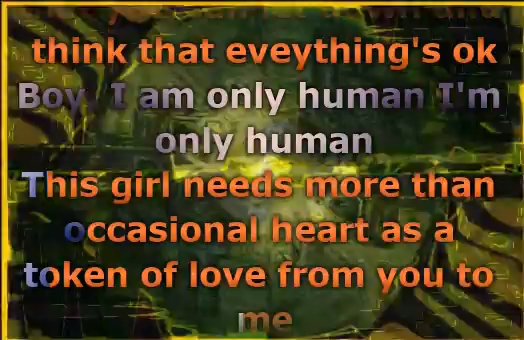 think that eveything's ok
Boy, I am only human I'm
only human
This girl needs more than
occasional heart as a
token of love from you to
me